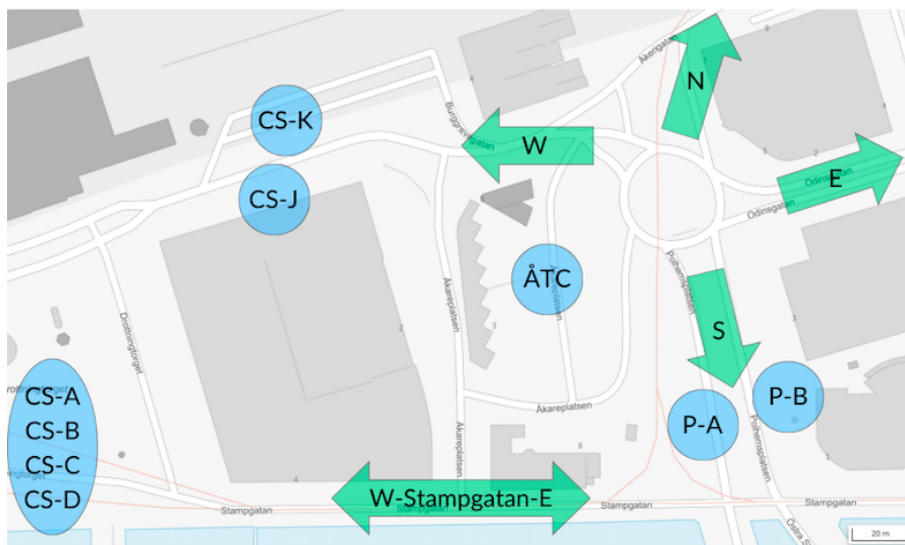 Åkerigatan
N
CS-K
Burggrevegatan
W
Odinsgatan
E
CS-J
Odinsgatan
Polhemsplatsen
ÅTC
Åkareplatsen
Drottningtorget
S
CS-A
CS-B
CS-C
CS-D
P-B
P-A
Åkareplatsen
Åkareplatsen
Polhemsplatsen
W-Stampgatan-E
Stampgatan
Stampgatan
Stampgatan
20 m